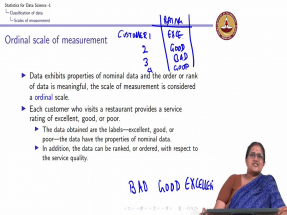 Statistics for Data Science -1
Classification of data
Scales of measurement
Ordinal scale of measurement
RATING
CUSTOMER 1 EXCE
2 GOOD
3 BAD
4 GOOD
Data exhibits properties of nominal data and the order or rank
of data is meaningful, the scale of measurement is considered
a ordinal scale.
Each customer who visits a restaurant provides a service
rating of excellent, good, or poor.
The data obtained are the labels—excellent, good, or
poor—the data have the properties of nominal data.
In addition, the data can be ranked, or ordered, with respect to
the service quality.
BAD GOOD EXCELLEN